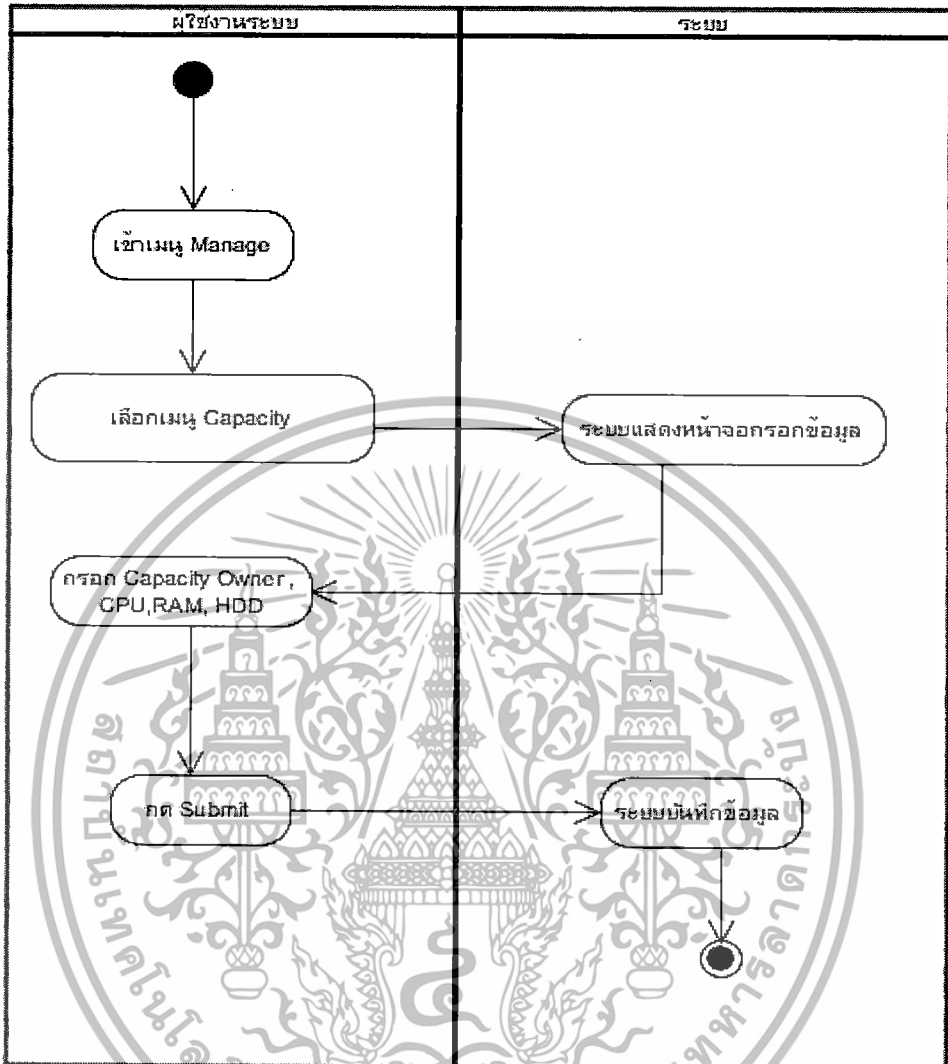 ผู้ใช้งานระบบ
ระบบ
เข้าเมนู Manage
เลือกเมนู Capacity
ระบบแสดงหน้าจอกรอกข้อมูล
กรอก Capacity Owner ,
CPU,RAM, HDD
กด Submit
ระบบบันทึกข้อมูล